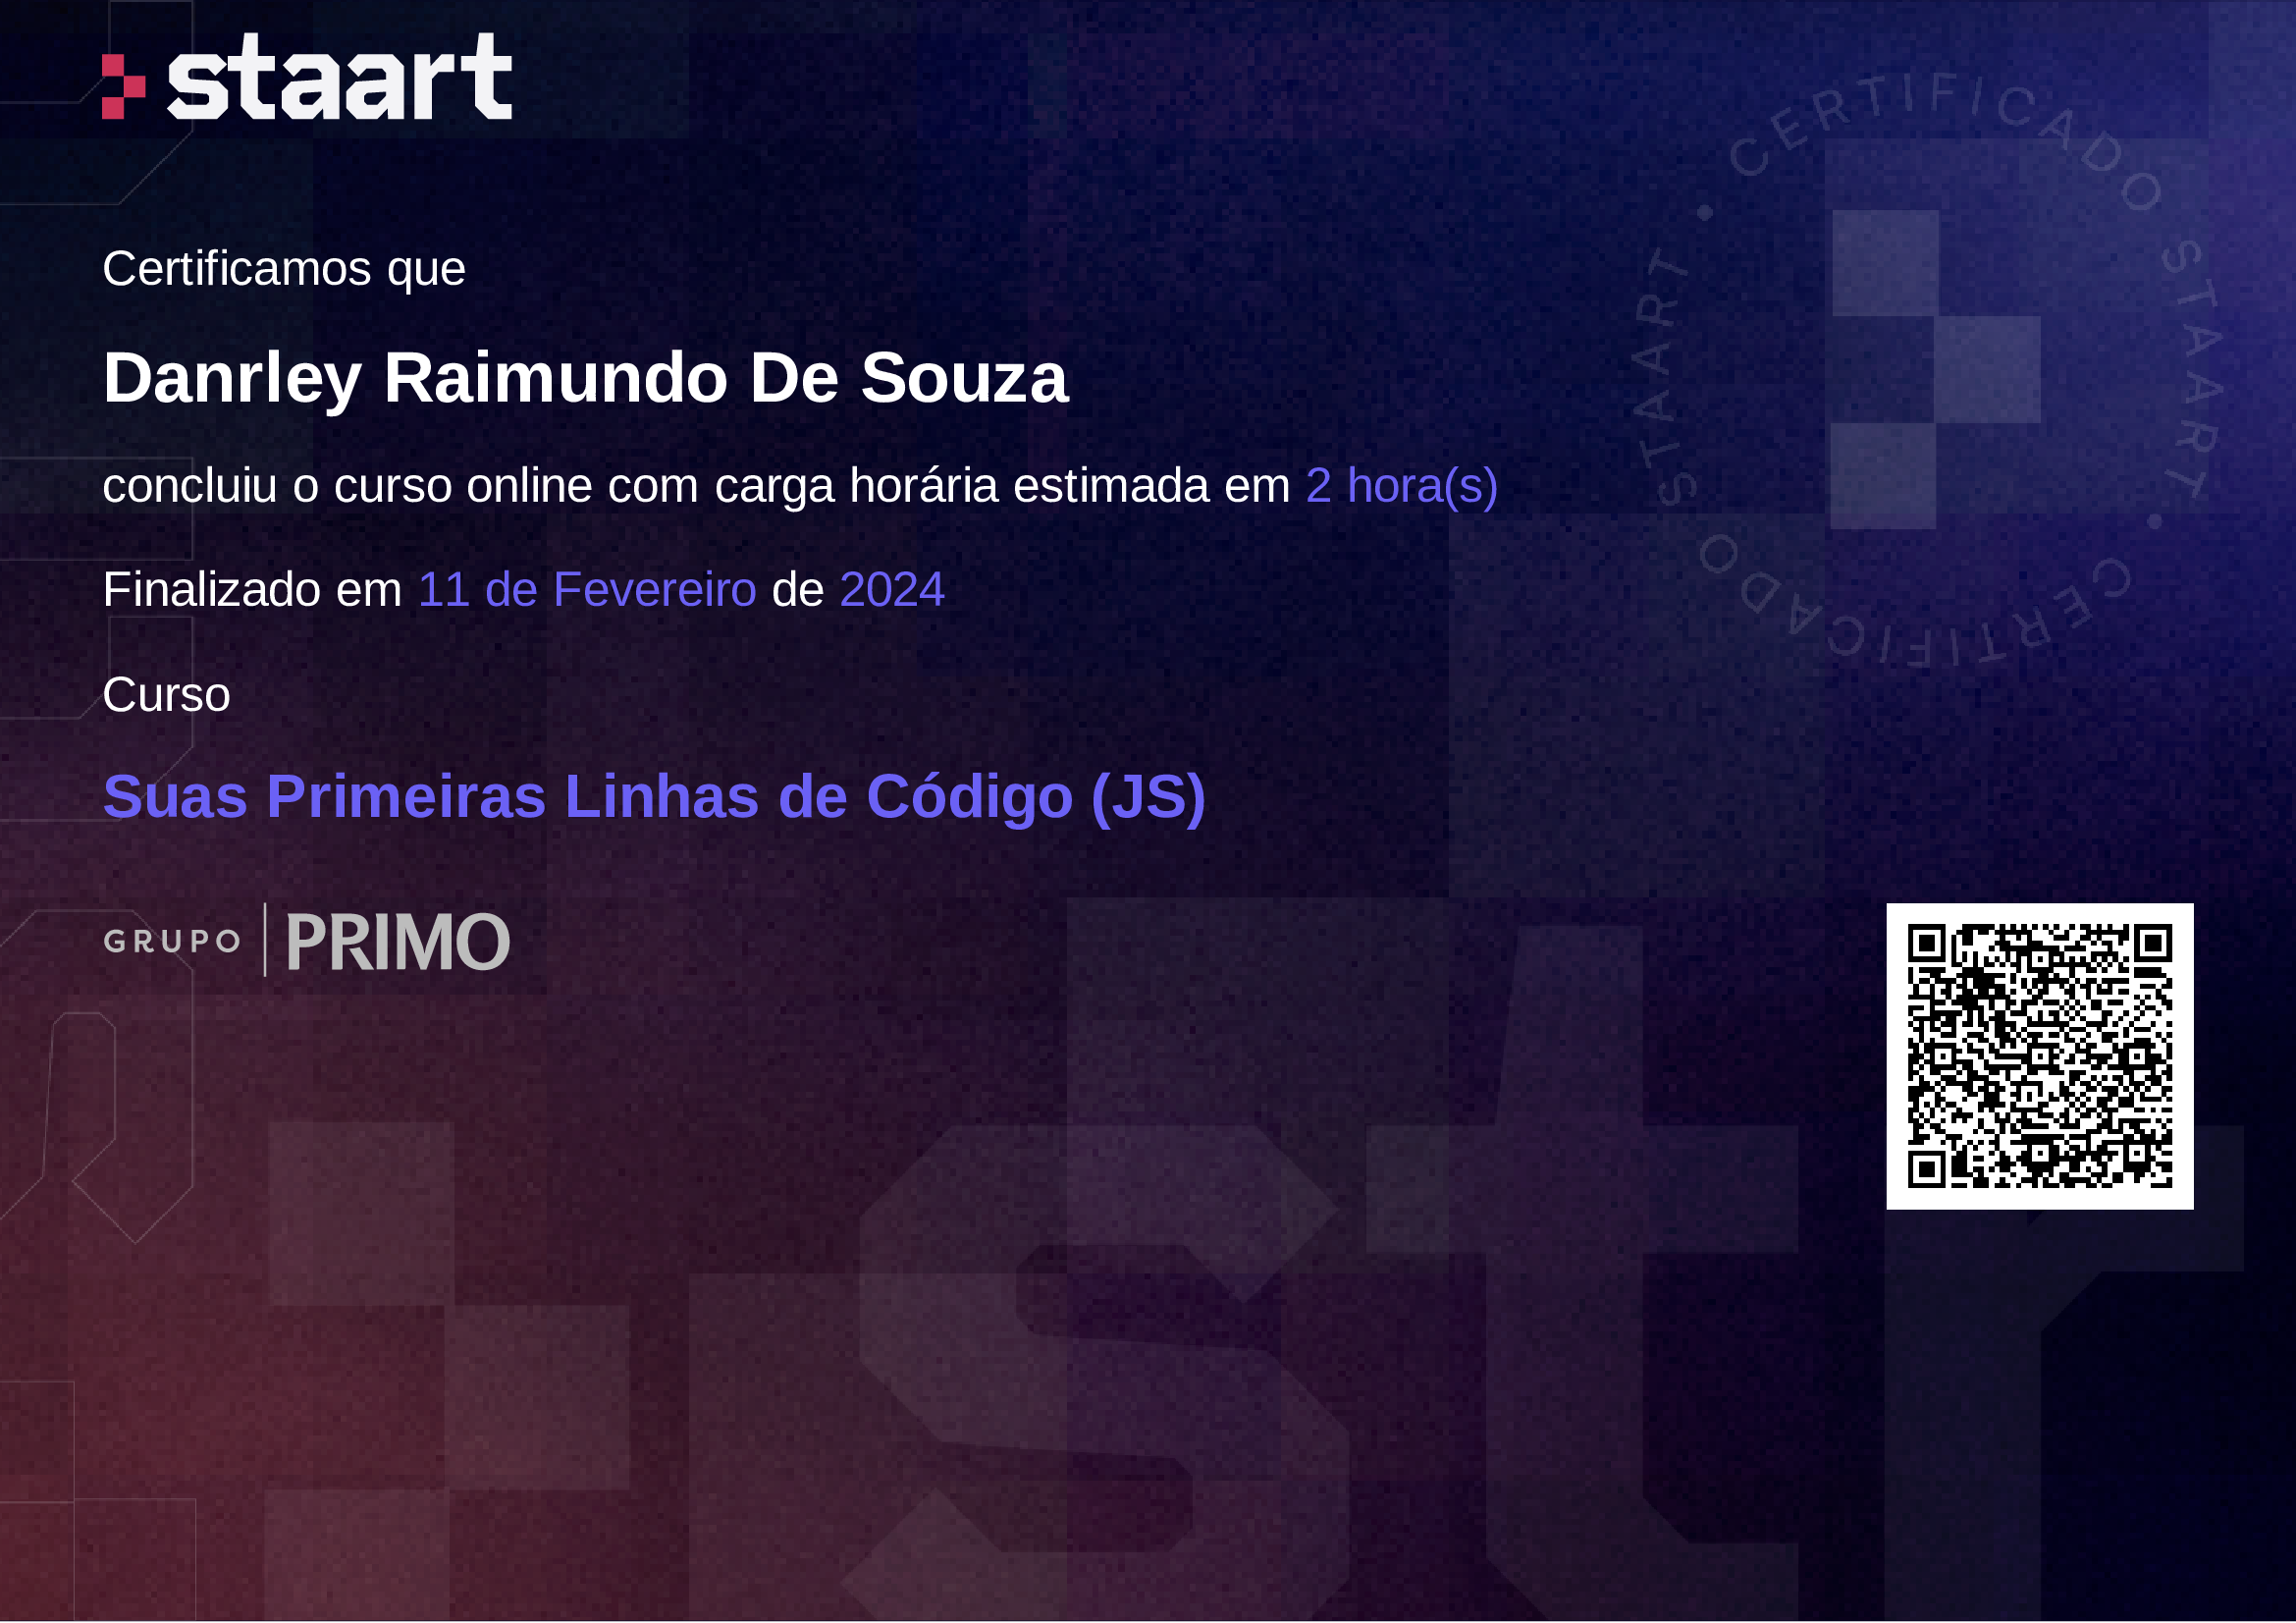 staart
CERTIFICADO STAART • CERTIFICADO STAART •
Certificamos que
Danrley Raimundo De Souza
concluiu o curso online com carga horária estimada em 2 hora(s)
Finalizado em 11 de Fevereiro de 2024
Curso
Suas Primeiras Linhas de Código (JS)
GRUPO PRIMO
str